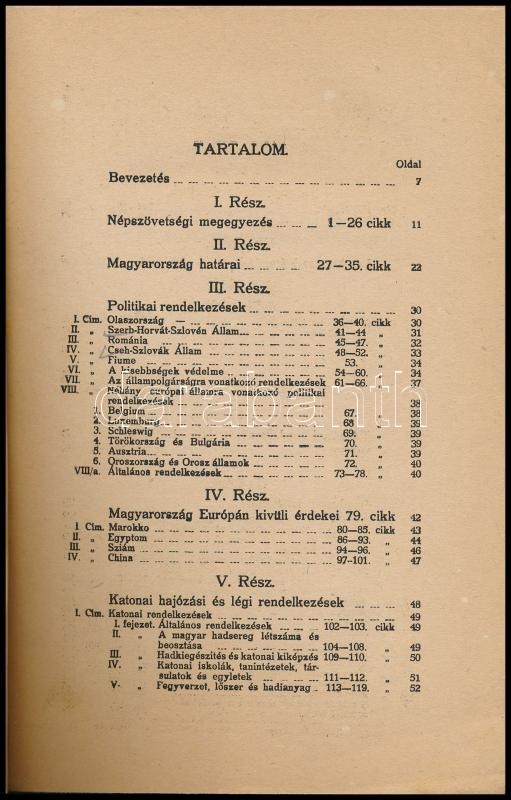 TARTALOM.
Oldal
Bevezetés 7
I. Rész.
Népszövetségi megegyezés 1—26 cikk 11
II. Rész.
Magyarország határai 27—35. cikk 22
III. Rész.
Politikai rendelkezések 30
I. Cim. Olaszország — 36—40. cikk 30
II. „ Szerb-Horvát-Szlovén Állam 41—44 „ 31
III. „ Románia 45—47. „ 32
IV. „ Cseh-Szlovák Állam 48—52. „ 33
V. „ Fiume 53. „ 34
VI. „ A kisebbségek védelme 54—60. „ 34
VII. „ Az állampolgárságra vonatkozó rendelkezések 61—66. „ 37
VIII. „ Néhány európai államra vonatkozó politikai
rendelkezések 38
1. Belgium 67. „ 38
2. Luxemburg 68 „ 39
3. Schleswig 69. „ 39
4. Törökország és Bulgária 70. „ 39
5. Ausztria 71. „ 39
6. Oroszország és Orosz államok 72. „ 40
VIII/a. Általános rendelkezések 73—78. „ 40
IV. Rész.
Magyarország Európán kivüli érdekei 79. cikk 42
I Cim. Marokko 80—85. cikk 43
II. „ Egyptom 86—93. „ 44
III. „ Sziám 94—96. „ 46
IV. „ China 97-101. „ 47
V. Rész.
Katonai hajózási és légi rendelkezések 48
I. Cim. Katonai rendelkezések 49
I. fejezet. Általános rendelkezések 102—103. cikk 49
II. „ A magyar hadsereg létszáma és
beosztása 104—108. „ 49
III. „ Hadkiegészítés és katonai kiképzés 109—110. „ 50
IV. „ Katonai iskolák, tanintézetek, tár-
sulatok és egyletek 111—112. „ 51
V. „ Fegyverzet, lőszer és hadianyag 113—119. „ 52
darabanth